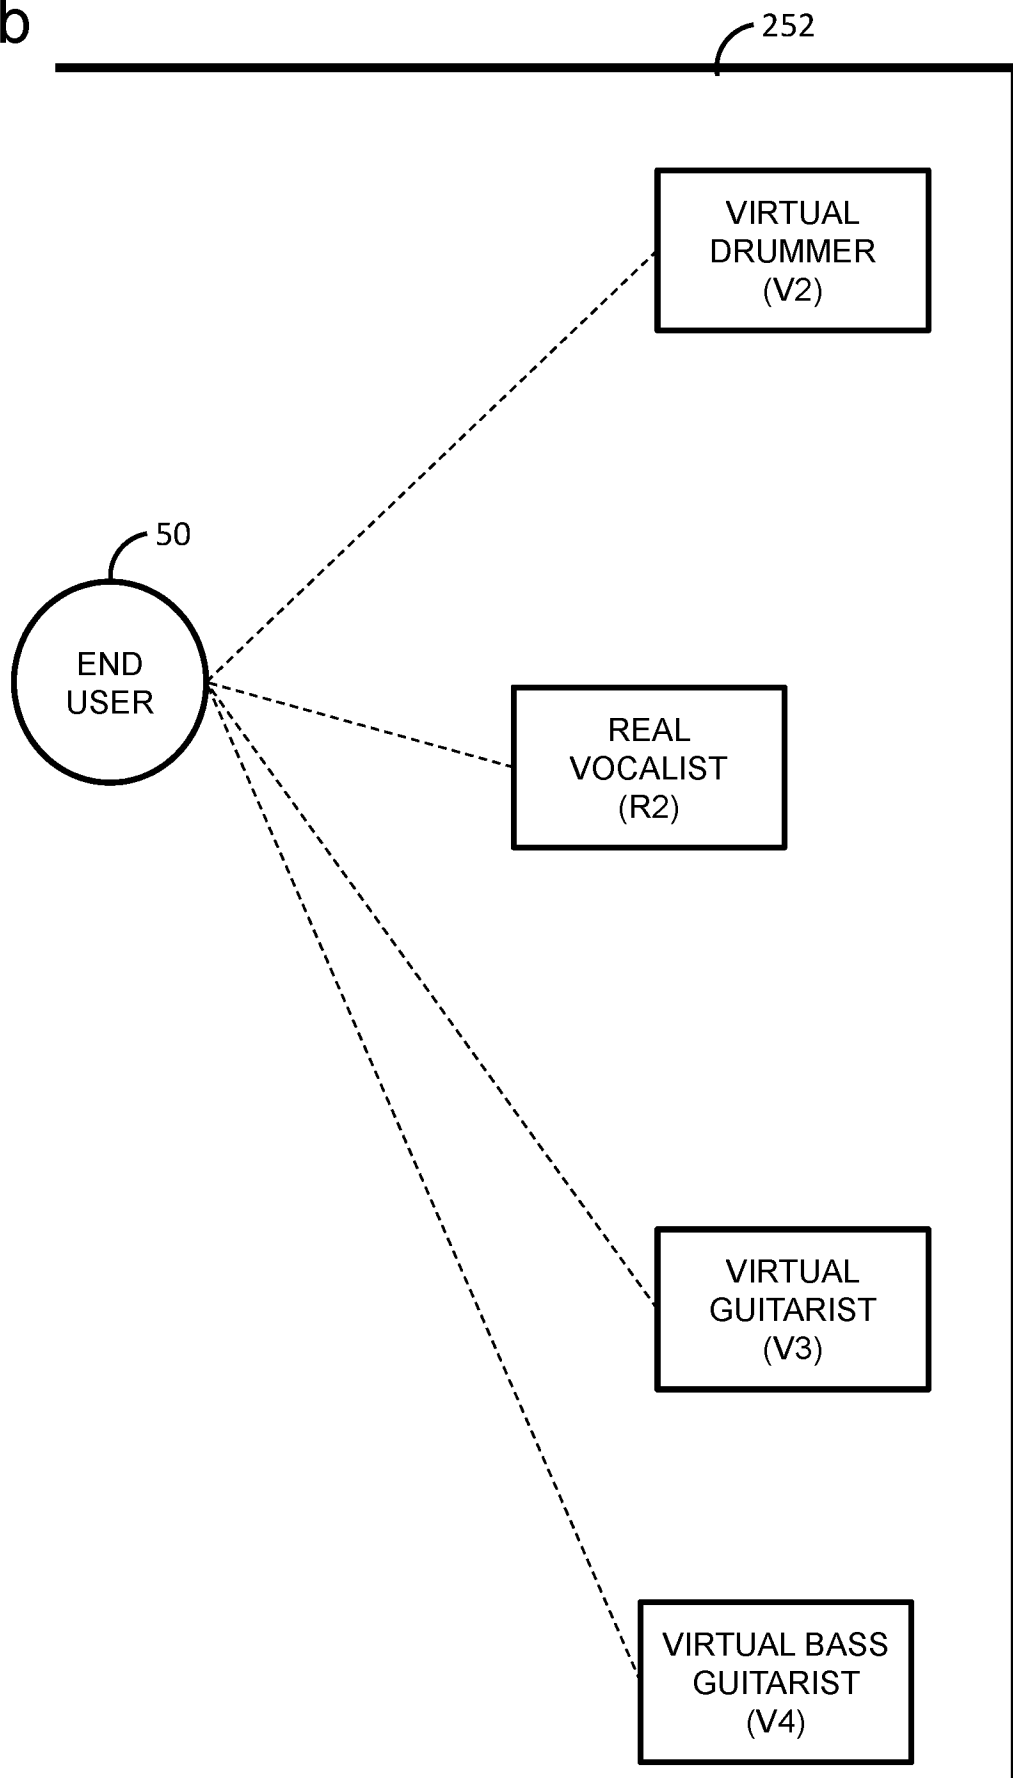 b
252
VIRTUAL
DRUMMER
(V2)
50
END
USER
REAL
VOCALIST
(R2)
VIRTUAL
GUITARIST
(V3)
VIRTUAL BASS
GUITARIST
(V4)